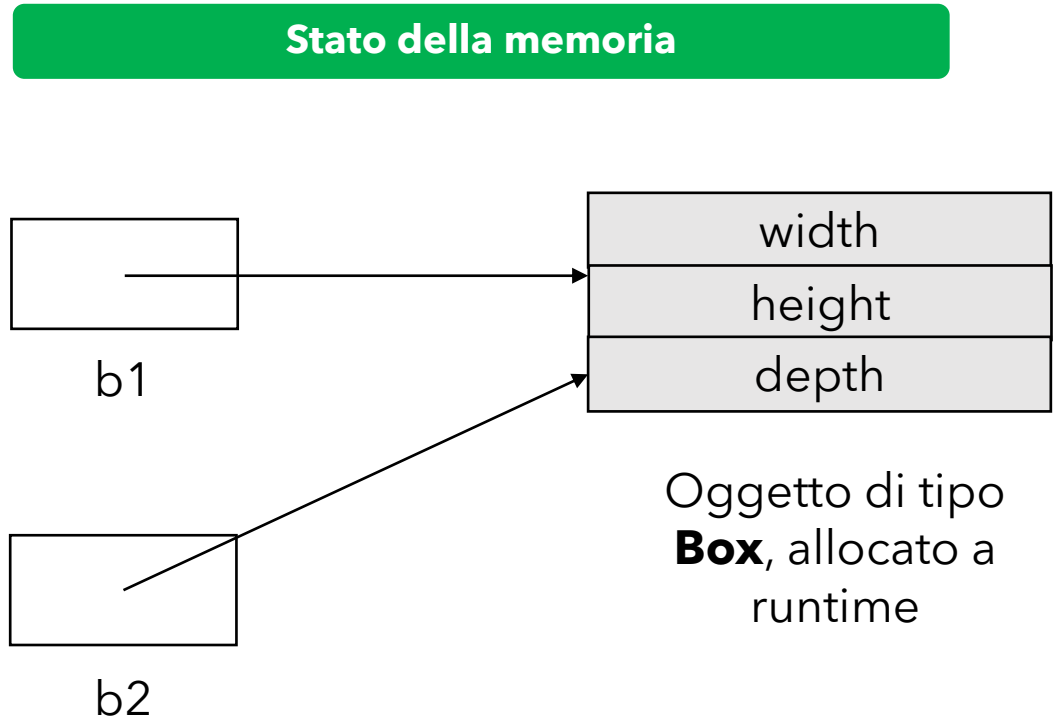 Stato della memoria
width
height
depth
b1
Oggetto di tipo
Box, allocato a
runtime
b2